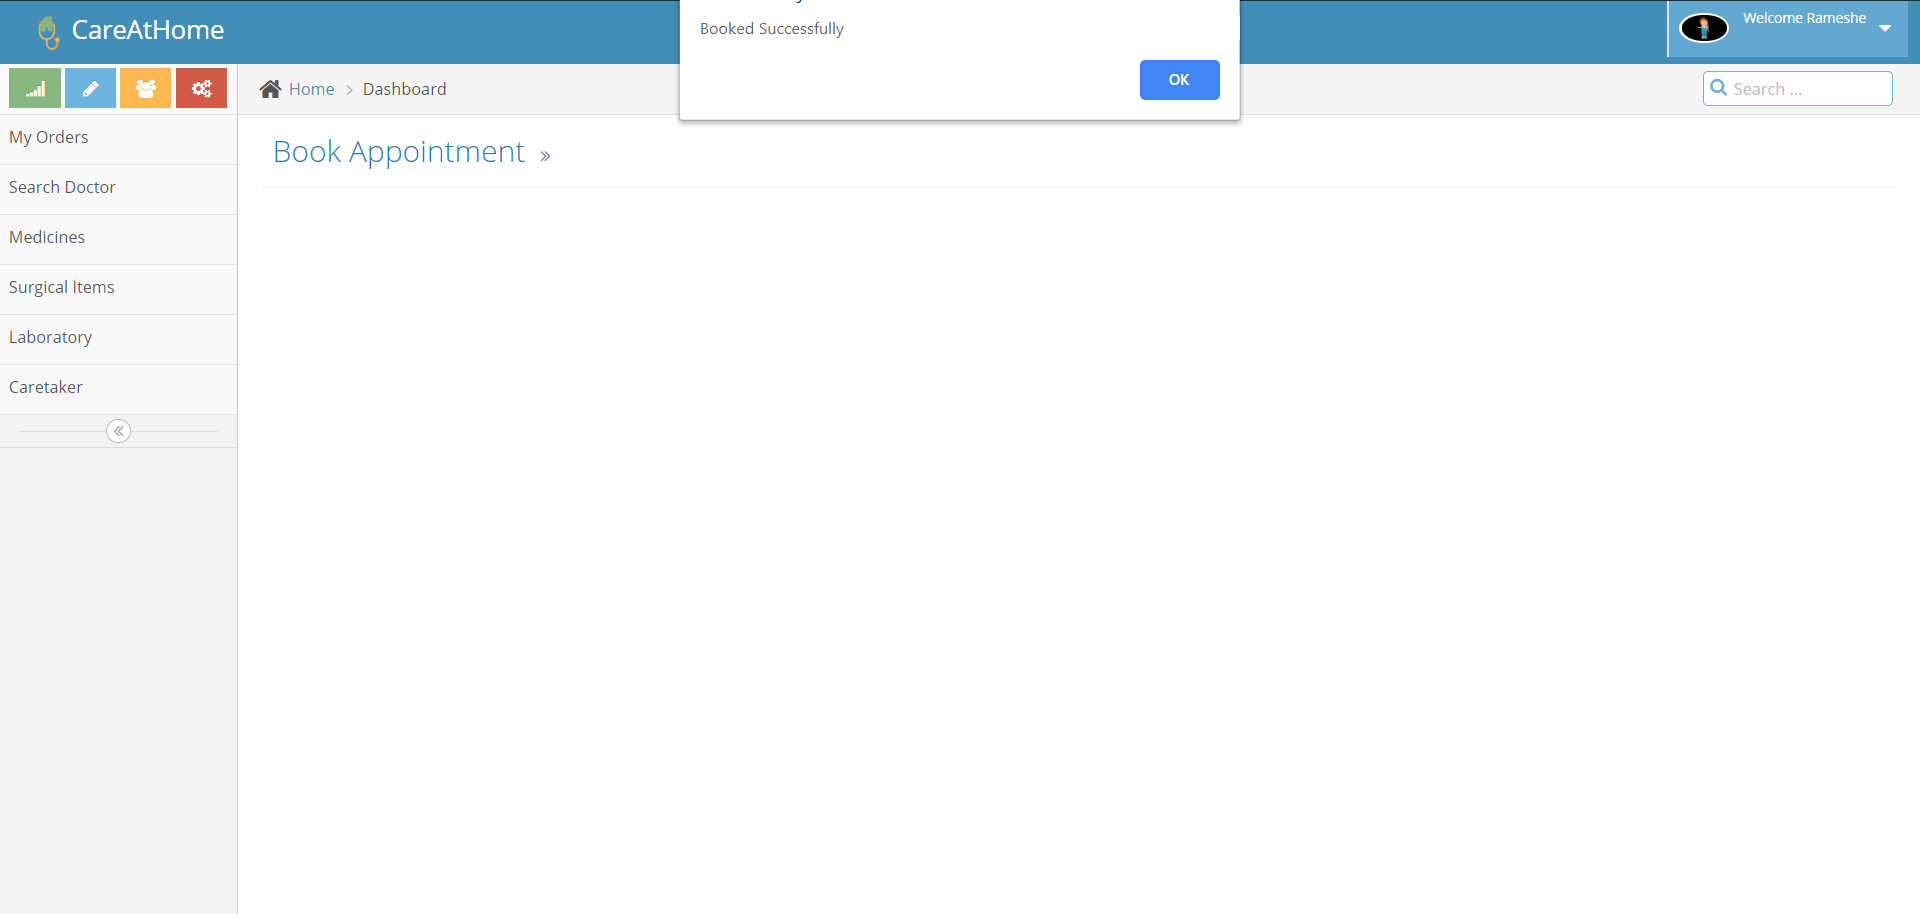 CareAtHome
Booked Successfully
OK
Welcome Rameshe
Home
Dashboard
Search ...
Book Appointment »
My Orders
Search Doctor
Medicines
Surgical Items
Laboratory
Caretaker